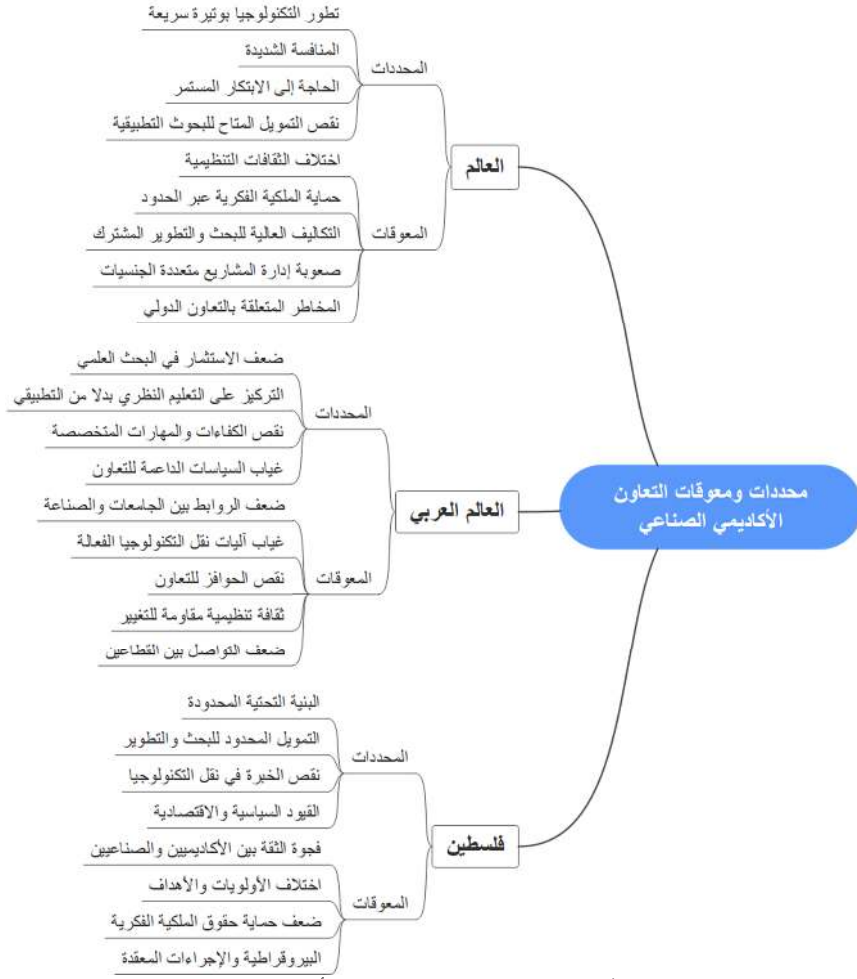 محددات ومعوقات التعاون
الأكاديمي الصناعي
العالم
المحددات
تطور التكنولوجيا بوتيرة سريعة
المنافسة الشديدة
الحاجة إلى الابتكار المستمر
نقص التمويل المتاح للبحوث التطبيقية
المعوقات
اختلاف الثقافات التنظيمية
حماية الملكية الفكرية عبر الحدود
التكاليف العالية للبحث والتطوير المشترك
صعوبة إدارة المشاريع متعددة الجنسيات
المخاطر المتعلقة بالتعاون الدولي
العالم العربي
المحددات
ضعف الاستثمار في البحث العلمي
التركيز على التعليم النظري بدلا من التطبيقي
نقص الكفاءات والمهارات المتخصصة
غياب السياسات الداعمة للتعاون
المعوقات
ضعف الروابط بين الجامعات والصناعة
غياب آليات نقل التكنولوجيا الفعالة
نقص الحوافز للتعاون
ثقافة تنظيمية مقاومة للتغيير
ضعف التواصل بين القطاعين
فلسطين
المحددات
البنية التحتية المحدودة
التمويل المحدود للبحث والتطوير
نقص الخبرة في نقل التكنولوجيا
القيود السياسية والاقتصادية
المعوقات
فجوة الثقة بين الأكاديميين والصناعيين
اختلاف الأولويات والأهداف
ضعف حماية حقوق الملكية الفكرية
البيروقراطية والإجراءات المعقدة